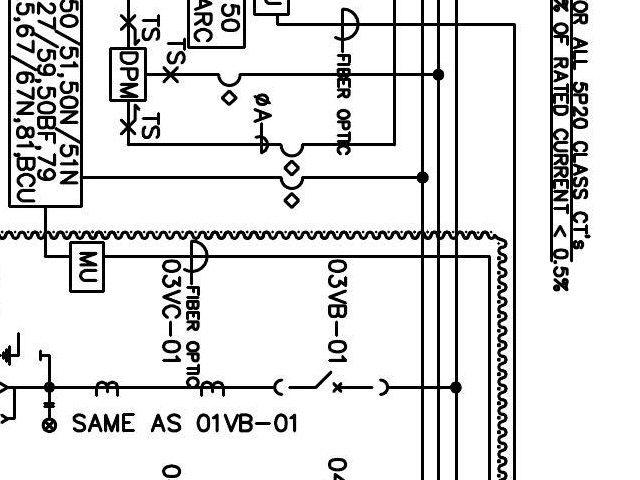 OR ALL 5P20 CLASS CT's
% OF RATED CURRENT < 0.5%
50
ARC
TS
TS
DPM
TS
FIBER OPTIC
ØA
50/51,50N/51N
27/59,50BF,79
5,67/67N,81,BCU
MU
FIBER OPTIC
03VB-01
03VC-01
SAME AS 01VB-01